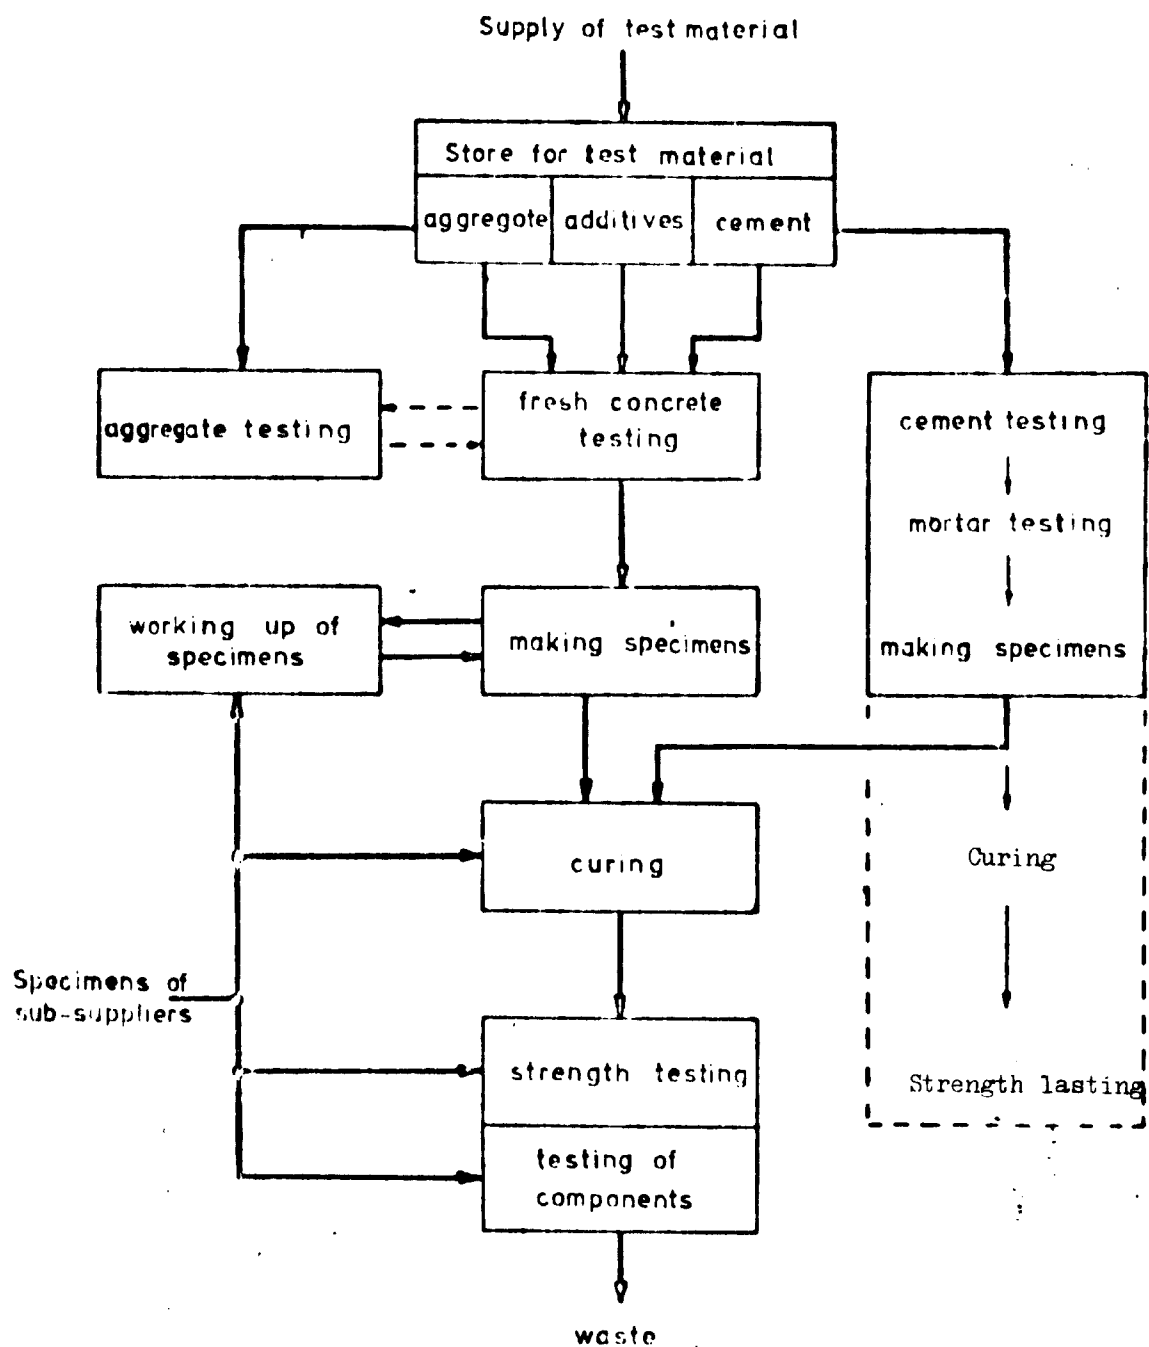 Supply of test material
Store for test material
aggregate
additives
cement
aggregate testing
fresh concrete
testing
cement testing
mortar testing
making specimens
working up of
specimens
making specimens
curing
Curing
Specimens of
sub-suppliers
strength testing
Strength lasting
testing of
components
waste